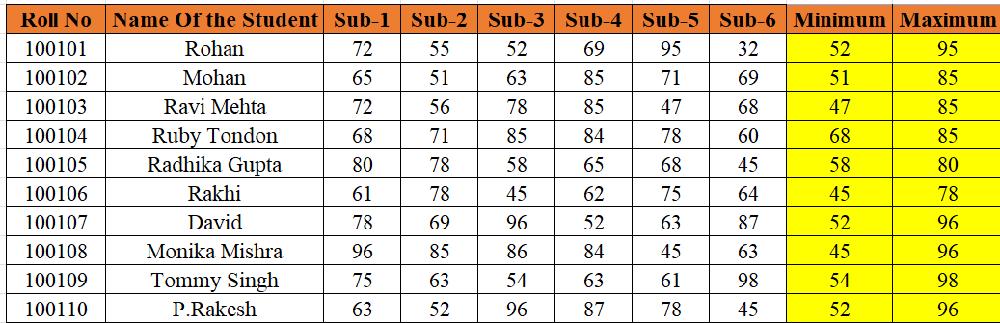 Roll No Name Of the Student Sub-1 Sub-2 Sub-3 Sub-4 Sub-5 Sub-6 Minimum Maximum
100101 Rohan 72 55 52 69 95 32 52 95
100102 Mohan 65 51 63 85 71 69 51 85
100103 Ravi Mehta 72 56 78 85 47 68 47 85
100104 Ruby Tondon 68 71 85 84 78 60 68 85
100105 Radhika Gupta 80 78 58 65 68 45 58 80
100106 Rakhi 61 78 45 62 75 64 45 78
100107 David 78 69 96 52 63 87 52 96
100108 Monika Mishra 96 85 86 84 45 63 45 96
100109 Tommy Singh 75 63 54 63 61 98 54 98
100110 P.Rakesh 63 52 96 87 78 45 52 96